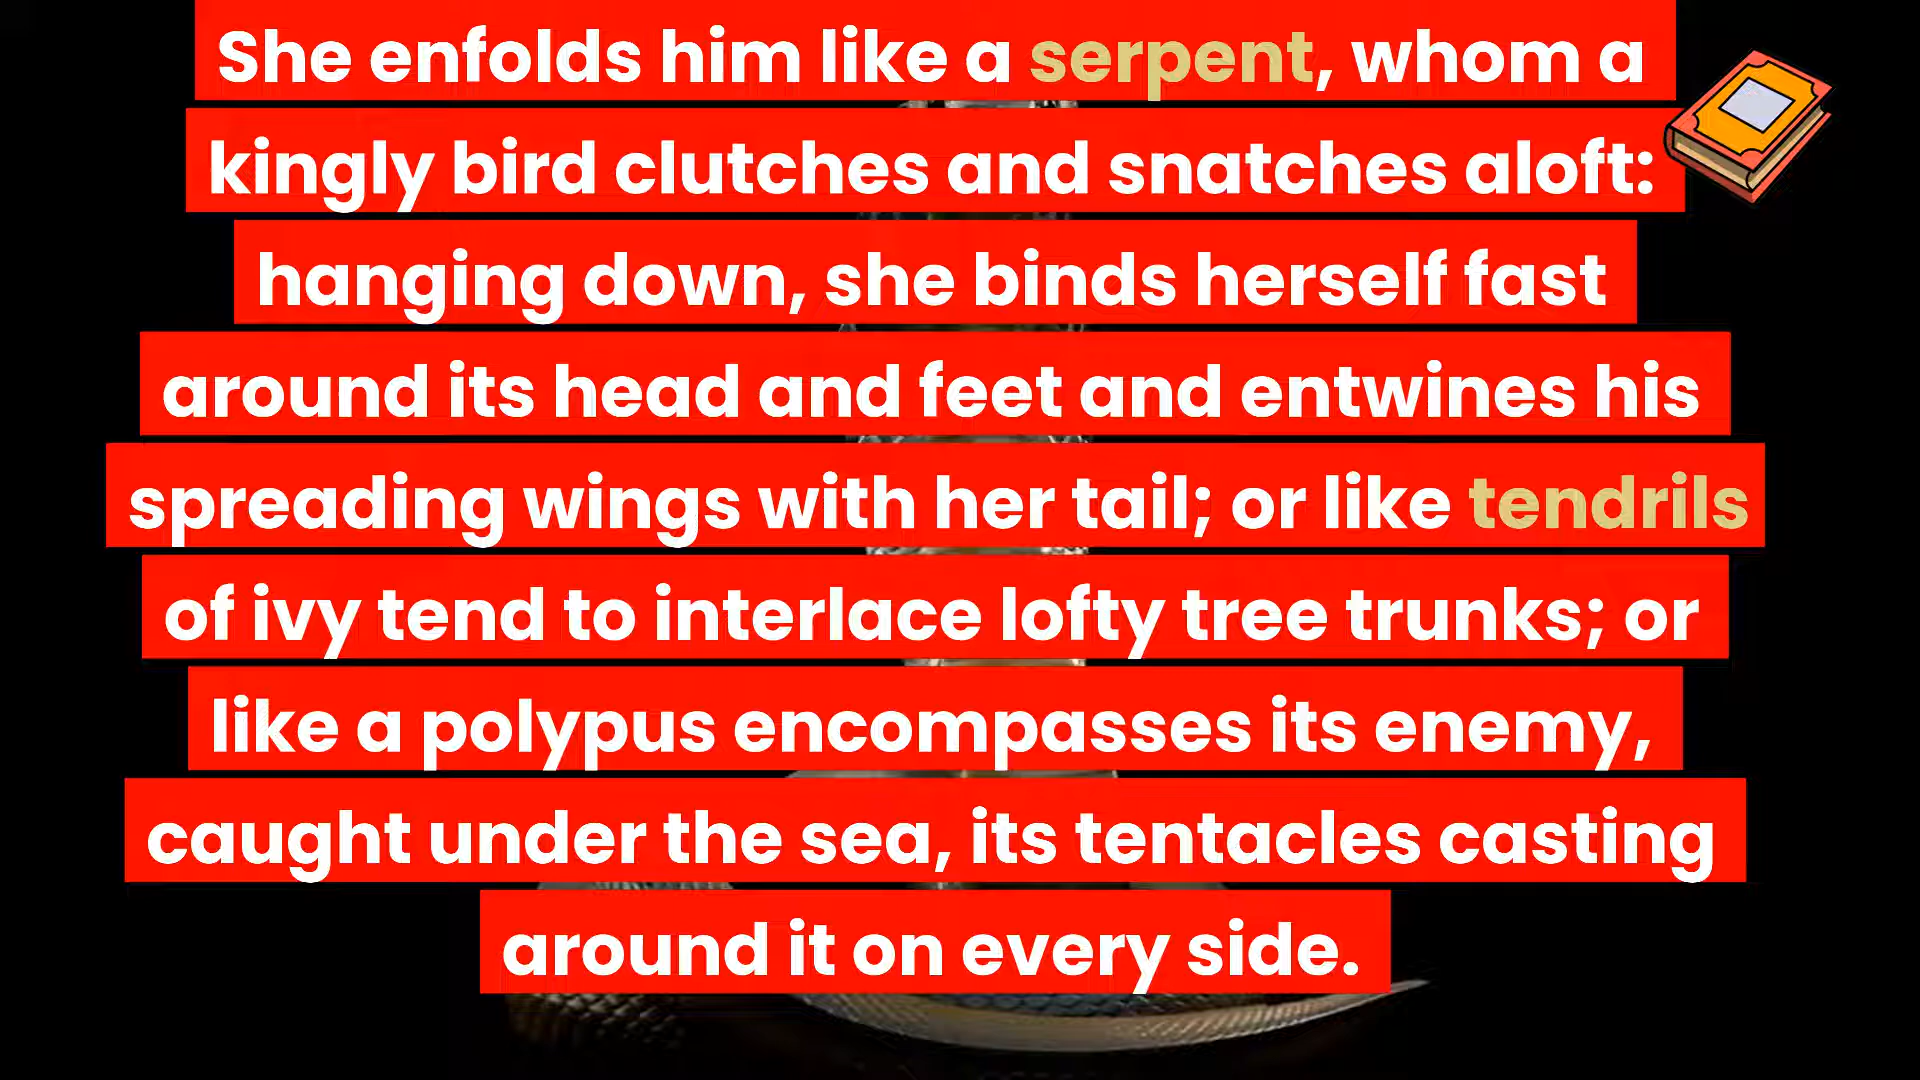 She enfolds him like a serpent, whom a
kingly bird clutches and snatches aloft:
hanging down, she binds herself fast
around its head and feet and entwines his
spreading wings with her tail; or like tendrils
of ivy tend to interlace lofty tree trunks; or
like a polypus encompasses its enemy,
caught under the sea, its tentacles casting
around it on every side.